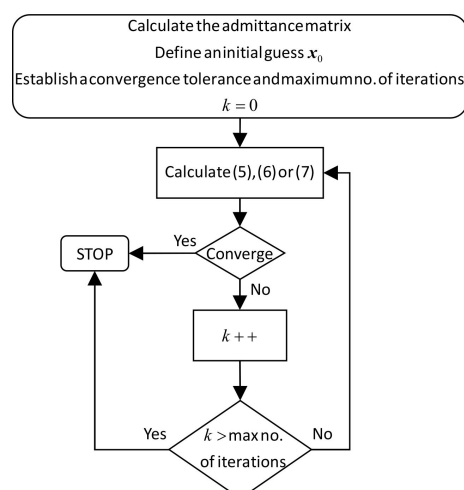 Calculate the admittance matrix
Define an initial guess x₀
Establish a convergence tolerance and maximum no. of iterations
k = 0
Calculate (5), (6) or (7)
Yes
STOP
Converge
No
k + +
Yes
k > max no.
of iterations
No